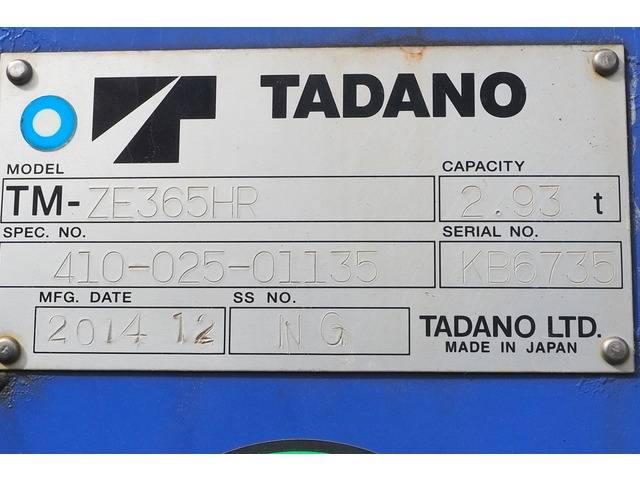 TADANO
MODEL
TM-ZE365HR
CAPACITY
2.93 t
SPEC. NO.
410-025-01135
SERIAL NO.
KB6735
MFG. DATE
2014 12
SS NO.
NG
TADANO LTD.
MADE IN JAPAN